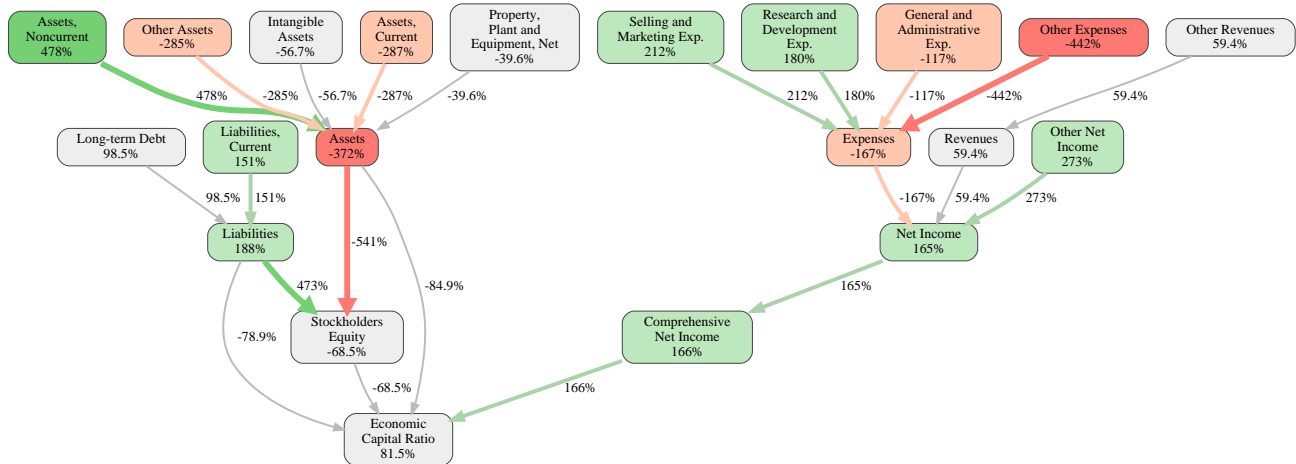 Assets,
Noncurrent
478%
Other Assets
-285%
Intangible
Assets
-56.7%
Assets,
Current
-287%
Property,
Plant and
Equipment, Net
-39.6%
Selling and
Marketing Exp.
212%
Research and
Development
Exp.
180%
General and
Administrative
Exp.
-117%
Other Expenses
-442%
Other Revenues
59.4%
478%
-285%
-56.7%
-287%
-39.6%
212%
180%
-117%
-442%
59.4%
Long-term Debt
98.5%
Liabilities,
Current
151%
Assets
-372%
Expenses
-167%
Revenues
59.4%
Other Net
Income
273%
98.5%
151%
-167%
59.4%
273%
Liabilities
188%
-541%
Net Income
165%
473%
-84.9%
165%
-78.9%
Stockholders
Equity
-68.5%
Comprehensive
Net Income
166%
-68.5%
166%
Economic
Capital Ratio
81.5%